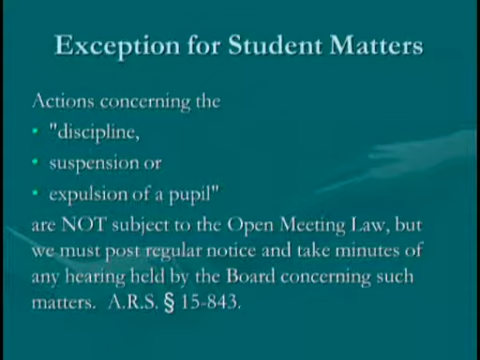 Exception for Student Matters
Actions concerning the
• "discipline,
• suspension or
• expulsion of a pupil"
are NOT subject to the Open Meeting Law, but
we must post regular notice and take minutes of
any hearing held by the Board concerning such
matters. A.R.S. § 15-843.